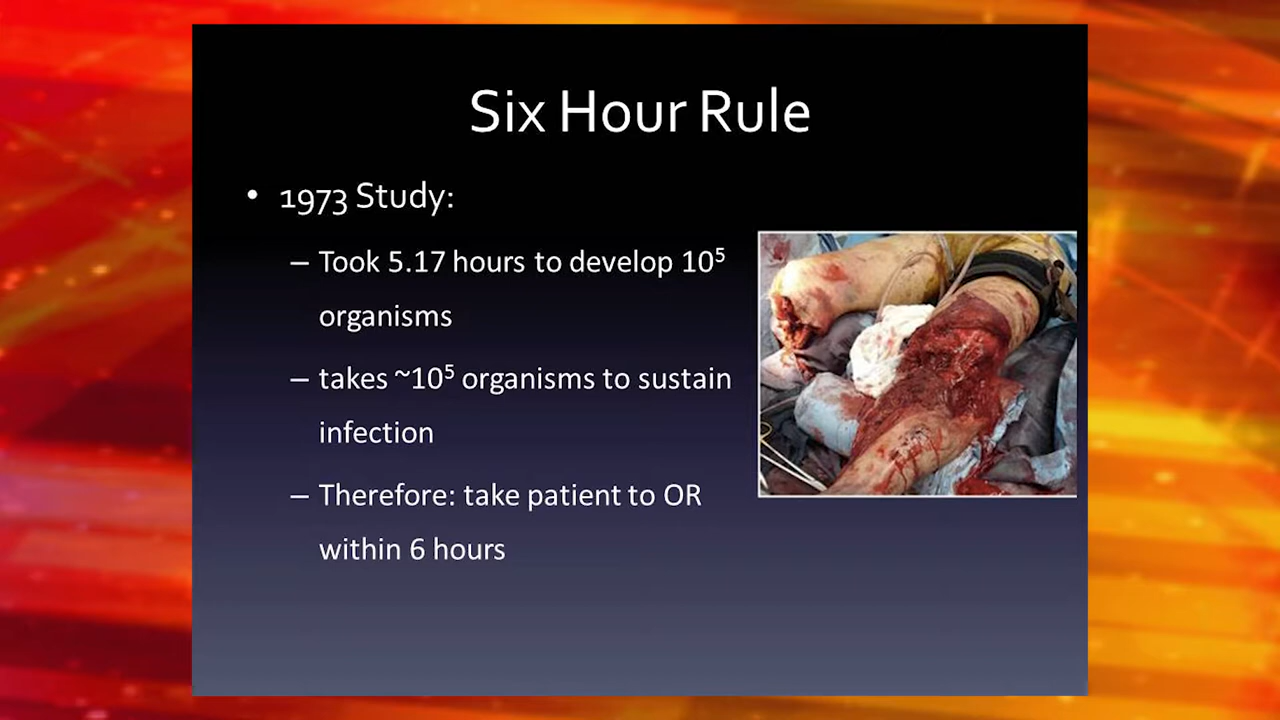 Six Hour Rule
• 1973 Study:
– Took 5.17 hours to develop 10⁵
organisms
– takes ~10⁵ organisms to sustain
infection
– Therefore: take patient to OR
within 6 hours